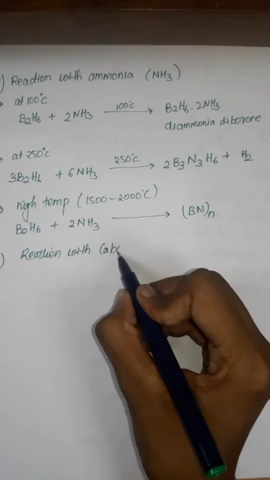 ) Reaction with ammonia (NH3)
at 100°C
B2H6 + 2NH3 100°C → B2H6 . 2NH3
diammonia diborone
at 250°C
3B2H6 + 6NH3 250°C → 2B3N3H6 + H2
high temp (1500-2000°C)
B2H6 + 2NH3 → (BN)n
) Reaction with